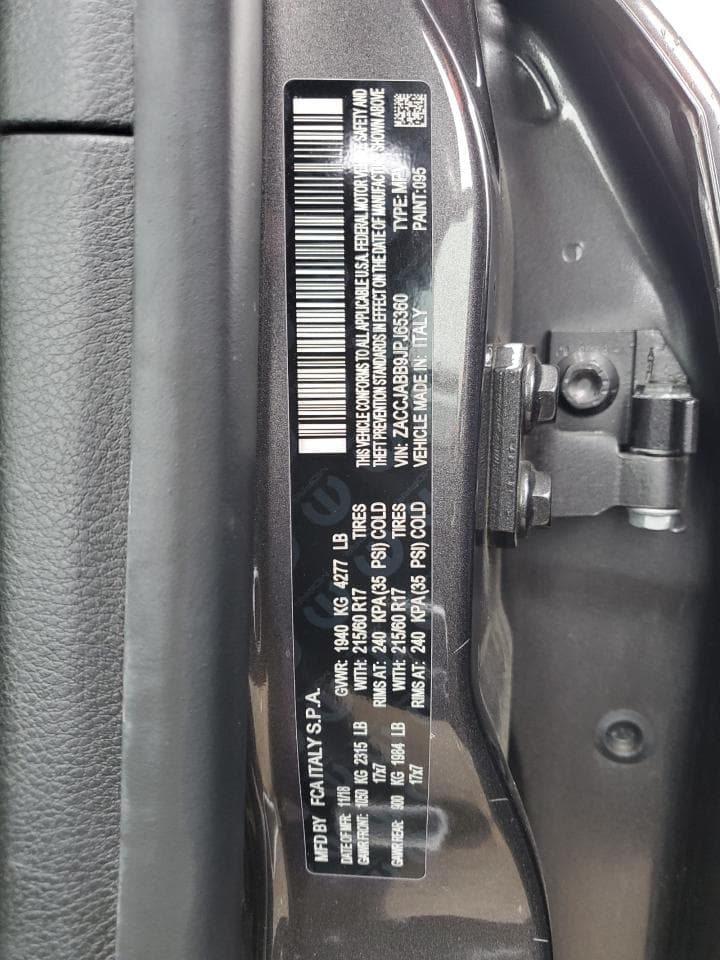 MFD BY FCA ITALY S.P.A.
DATE OF MFR: 11/18 GVWR: 1940 KG 4277 LB
GAWR FRONT: 1050 KG 2315 LB WITH: 215/60 R17 TIRES
17x7 RIMS AT: 240 KPA (35 PSI) COLD
GAWR REAR: 900 KG 1984 LB WITH: 215/60 R17 TIRES
17x7 RIMS AT: 240 KPA (35 PSI) COLD
THIS VEHICLE CONFORMS TO ALL APPLICABLE U.S.A. FEDERAL MOTOR VEHICLE SAFETY AND
THEFT PREVENTION STANDARDS IN EFFECT ON THE DATE OF MANUFACTURE SHOWN ABOVE
VIN: ZACCJABB9JPJ65360 TYPE: MPV
VEHICLE MADE IN: ITALY PAINT: 095